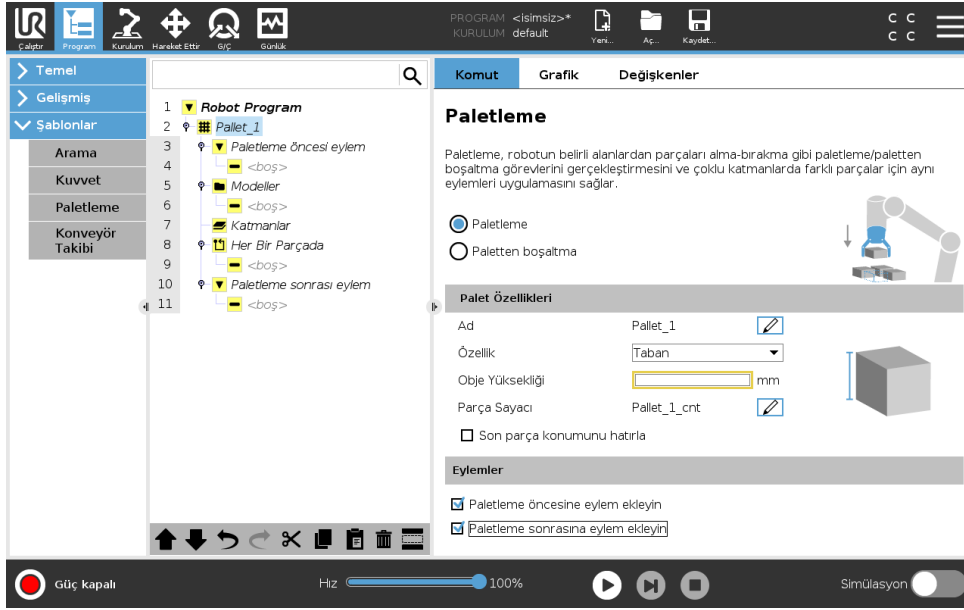 UR
PROGRAM <isimsiz>*
KURULUM default
C C
C C
Çalıştır Program Kurulum Hareket Ettir G/Ç Günlük
Yeni... Aç... Kaydet...
Temel
Gelişmiş
Şablonlar
Arama
Kuvvet
Paletleme
Konveyör
Takibi
1 Robot Program
2 Pallet_1
3 Paletleme öncesi eylem
4 <boş>
5 Modeller
6 <boş>
7 Katmanlar
8 Her Bir Parçada
9 <boş>
10 Paletleme sonrası eylem
11 <boş>
Komut Grafik Değişkenler
Paletleme
Paletleme, robotun belirli alanlardan parçaları alma-bırakma gibi paletleme/paletten
boşaltma görevlerini gerçekleştirmesini ve çoklu katmanlarda farklı parçalar için aynı
eylemleri uygulamasını sağlar.
Paletleme
Paletten boşaltma
Palet Özellikleri
Ad Pallet_1
Özellik Taban
Obje Yüksekliği mm
Parça Sayacı Pallet_1_cnt
Son parça konumunu hatırla
Eylemler
Paletleme öncesine eylem ekleyin
Paletleme sonrasına eylem ekleyin
Güç kapalı
Hız 100%
Simülasyon